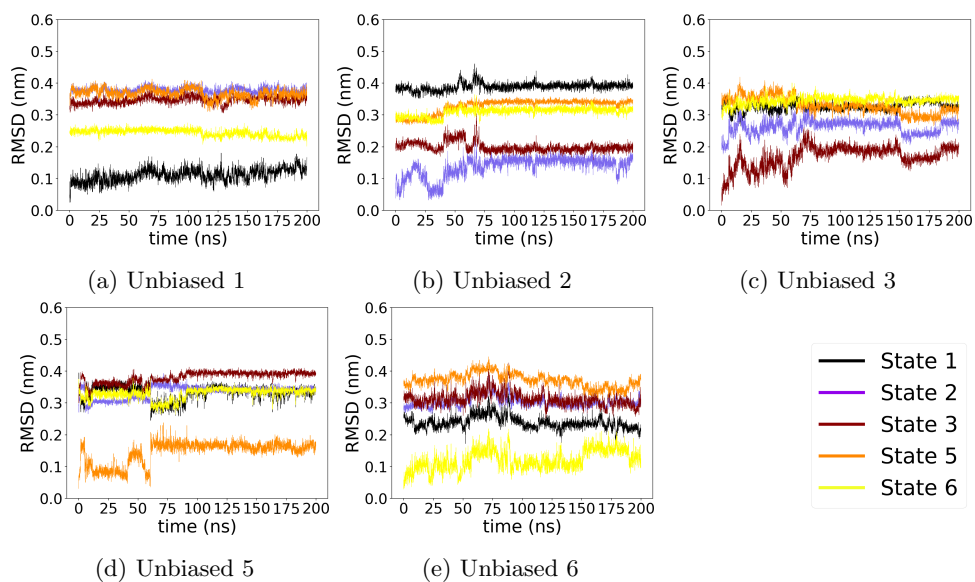 0.6
0.5
0.4
0.3
0.2
0.1
0.0
RMSD (nm)
0 25 50 75 100 125 150 175 200
time (ns)
(a) Unbiased 1
0.6
0.5
0.4
0.3
0.2
0.1
0.0
RMSD (nm)
0 25 50 75 100 125 150 175 200
time (ns)
(b) Unbiased 2
0.6
0.5
0.4
0.3
0.2
0.1
0.0
RMSD (nm)
0 25 50 75 100 125 150 175 200
time (ns)
(c) Unbiased 3
0.6
0.5
0.4
0.3
0.2
0.1
0.0
RMSD (nm)
0 25 50 75 100 125 150 175 200
time (ns)
(d) Unbiased 5
0.6
0.5
0.4
0.3
0.2
0.1
0.0
RMSD (nm)
0 25 50 75 100 125 150 175 200
time (ns)
(e) Unbiased 6
State 1
State 2
State 3
State 5
State 6